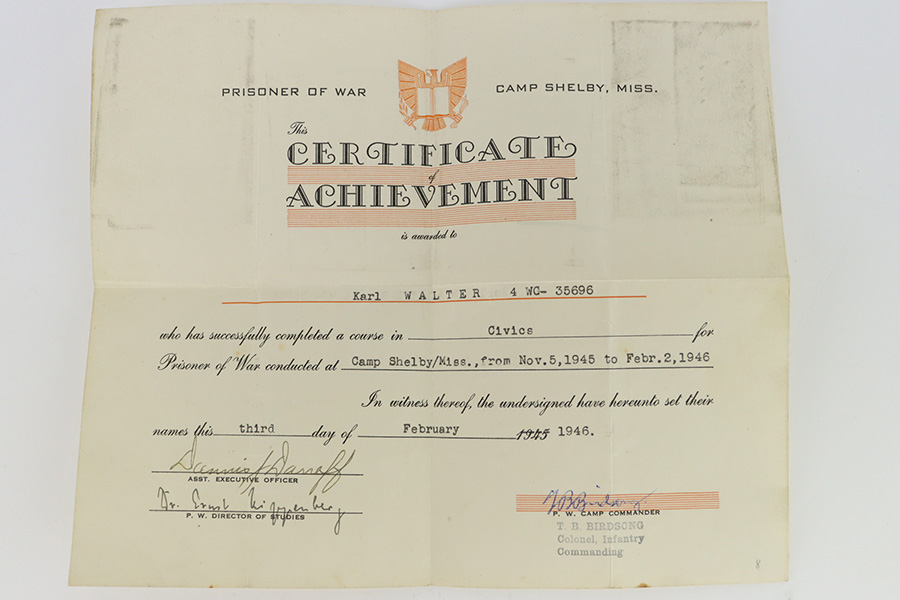 PRISONER OF WAR CAMP SHELBY, MISS.
This
CERTIFICATE
of
ACHIEVEMENT
is awarded to
Karl WALTER 4 WG- 35696
who has successfully completed a course in Civics for
Prisoner of War conducted at Camp Shelby/Miss., from Nov.5,1945 to Febr.2,1946
In witness thereof, the undersigned have hereunto set their
names this third day of February 1945 1946.
ASST. EXECUTIVE OFFICER
Dr. Ernst
P. W. DIRECTOR OF STUDIES
P. W. CAMP COMMANDER
T. B. BIRDSONG
Colonel, Infantry
Commanding